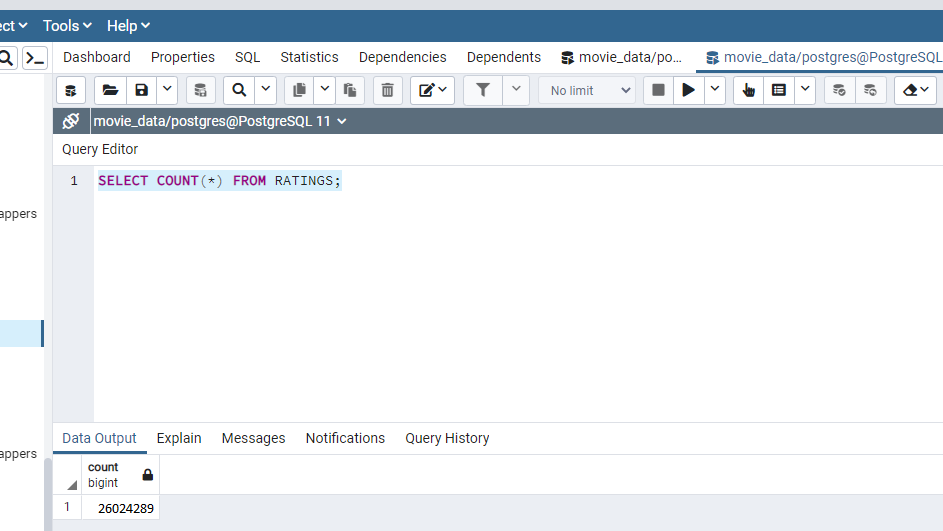 ect Tools Help
Dashboard Properties SQL Statistics Dependencies Dependents movie_data/po... movie_data/postgres@PostgreSQL
No limit
movie_data/postgres@PostgreSQL 11
Query Editor
1 SELECT COUNT(*) FROM RATINGS;
appers
appers
Data Output Explain Messages Notifications Query History
count
bigint
1 26024289